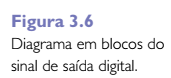 Figura 3.6
Diagrama em blocos do
sinal de saída digital.